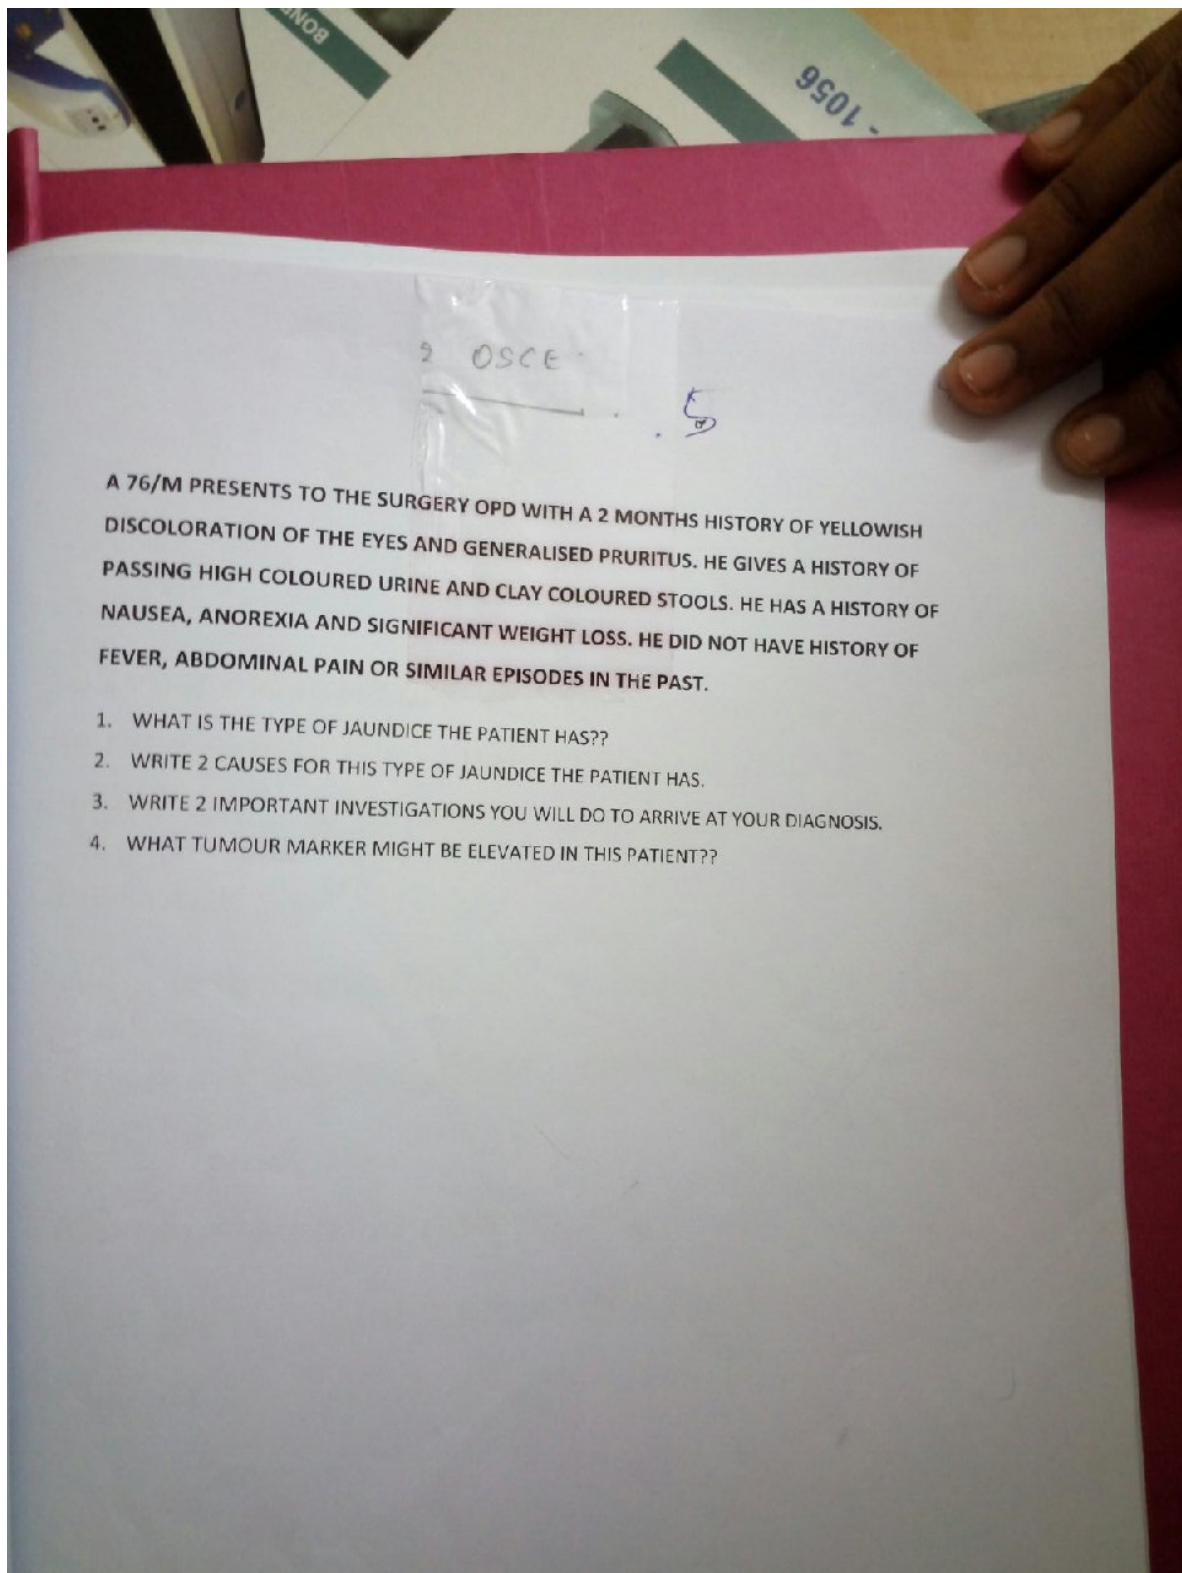 BONE
- 1056
2 OSCE
5
A 76/M PRESENTS TO THE SURGERY OPD WITH A 2 MONTHS HISTORY OF YELLOWISH
DISCOLORATION OF THE EYES AND GENERALISED PRURITUS. HE GIVES A HISTORY OF
PASSING HIGH COLOURED URINE AND CLAY COLOURED STOOLS. HE HAS A HISTORY OF
NAUSEA, ANOREXIA AND SIGNIFICANT WEIGHT LOSS. HE DID NOT HAVE HISTORY OF
FEVER, ABDOMINAL PAIN OR SIMILAR EPISODES IN THE PAST.
1. WHAT IS THE TYPE OF JAUNDICE THE PATIENT HAS??
2. WRITE 2 CAUSES FOR THIS TYPE OF JAUNDICE THE PATIENT HAS.
3. WRITE 2 IMPORTANT INVESTIGATIONS YOU WILL DO TO ARRIVE AT YOUR DIAGNOSIS.
4. WHAT TUMOUR MARKER MIGHT BE ELEVATED IN THIS PATIENT??